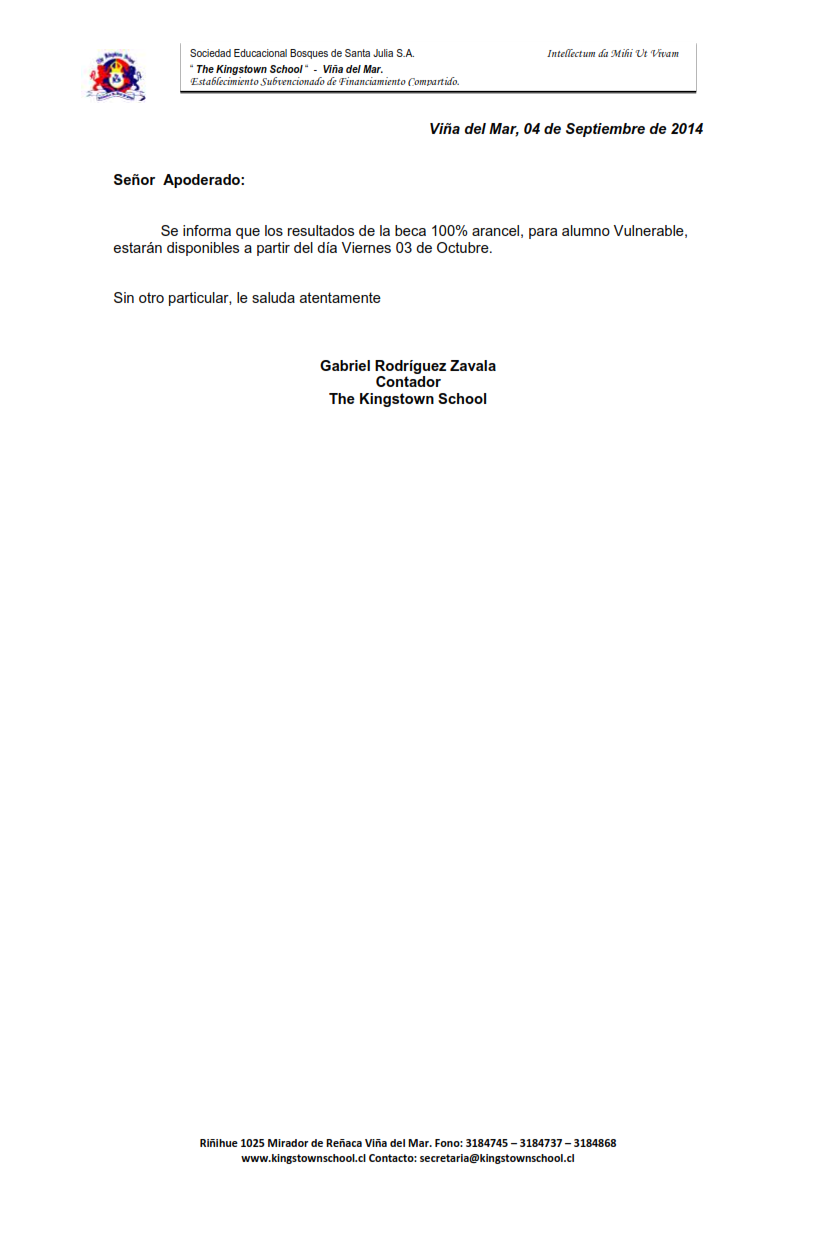 Sociedad Educacional Bosques de Santa Julia S.A. Intellectum da Mihi Ut Vivam
“ The Kingstown School “ - Viña del Mar.
Establecimiento Subvencionado de Financiamiento Compartido.
Viña del Mar, 04 de Septiembre de 2014
Señor Apoderado:
Se informa que los resultados de la beca 100% arancel, para alumno Vulnerable,
estarán disponibles a partir del día Viernes 03 de Octubre.
Sin otro particular, le saluda atentamente
Gabriel Rodríguez Zavala
Contador
The Kingstown School
Riñihue 1025 Mirador de Reñaca Viña del Mar. Fono: 3184745 – 3184737 – 3184868
www.kingstownschool.cl Contacto: secretaria@kingstownschool.cl